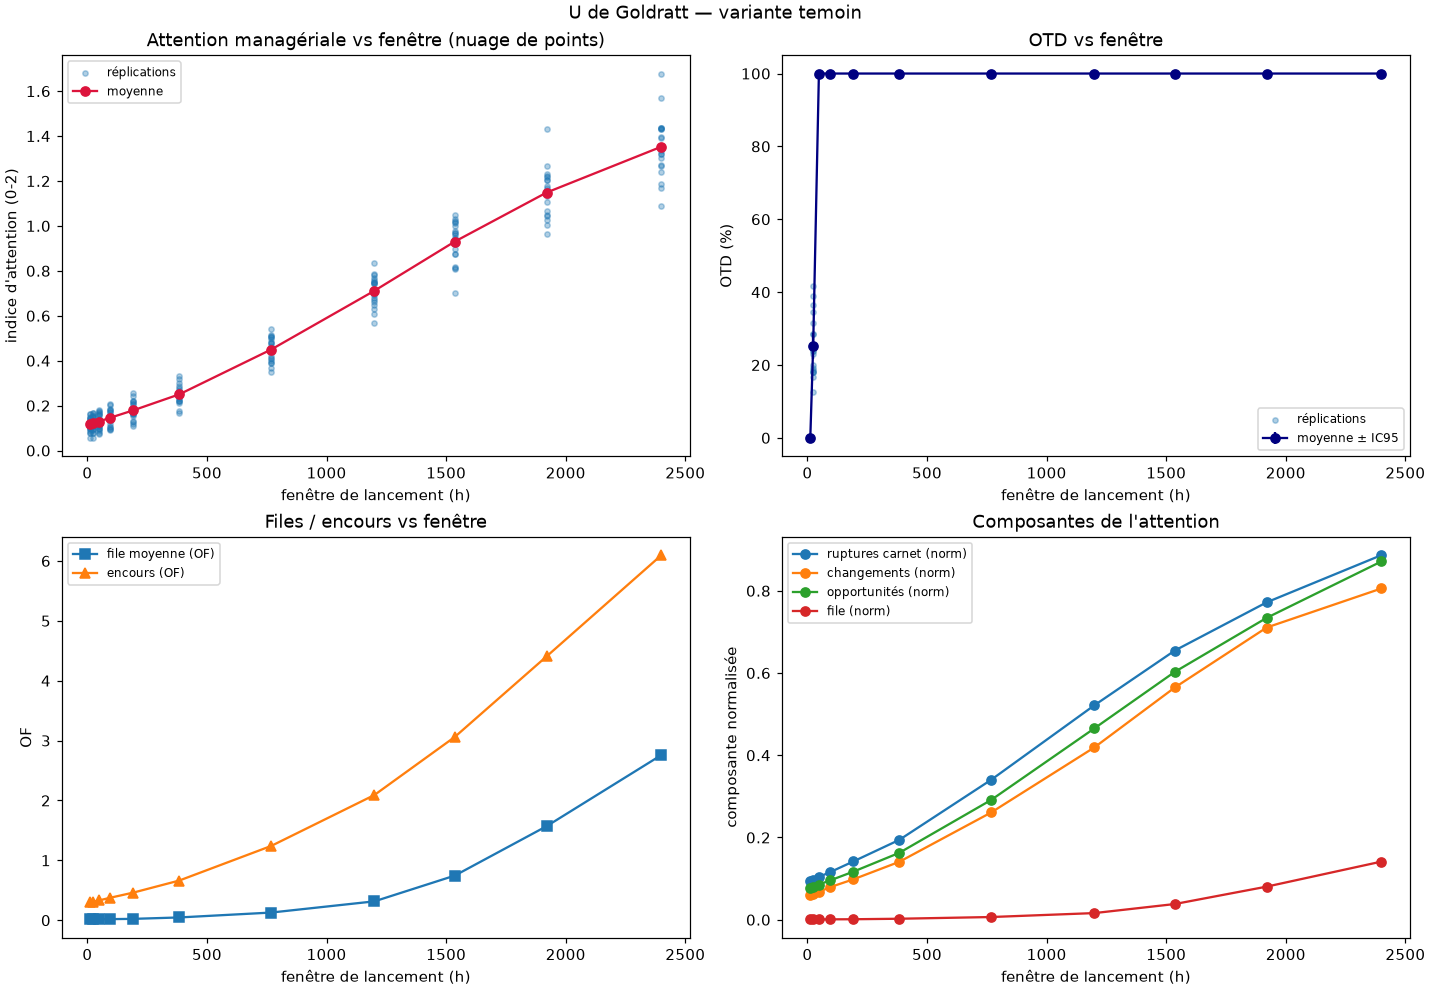 U de Goldratt — variante temoin
Attention managériale vs fenêtre (nuage de points)
réplications
moyenne
indice d'attention (0-2)
1.6
1.4
1.2
1.0
0.8
0.6
0.4
0.2
0.0
0 500 1000 1500 2000 2500
fenêtre de lancement (h)
OTD vs fenêtre
OTD (%)
100
80
60
40
20
0
réplications
moyenne ± IC95
0 500 1000 1500 2000 2500
fenêtre de lancement (h)
Files / encours vs fenêtre
file moyenne (OF)
encours (OF)
OF
6
5
4
3
2
1
0
0 500 1000 1500 2000 2500
fenêtre de lancement (h)
Composantes de l'attention
ruptures carnet (norm)
changements (norm)
opportunités (norm)
file (norm)
composante normalisée
0.8
0.6
0.4
0.2
0.0
0 500 1000 1500 2000 2500
fenêtre de lancement (h)